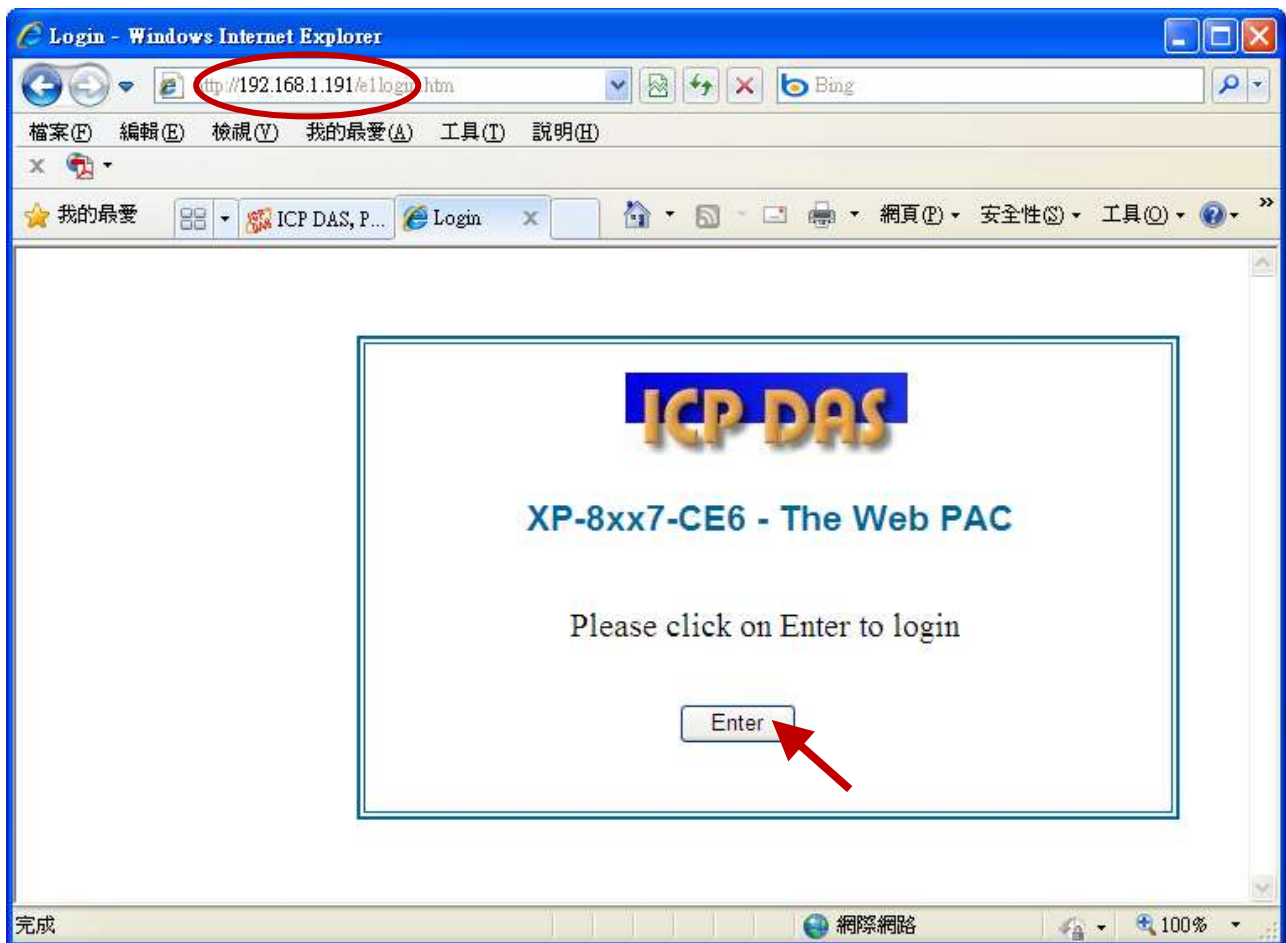 Login - Windows Internet Explorer
http://192.168.1.191/e1login.htm Bing
檔案(F) 編輯(E) 檢視(V) 我的最愛(A) 工具(T) 說明(H)
x
我的最愛 ICP DAS, P... Login x 網頁(P) 安全性(S) 工具(O) »
ICP DAS
XP-8xx7-CE6 - The Web PAC
Please click on Enter to login
Enter
完成 網際網路 100%